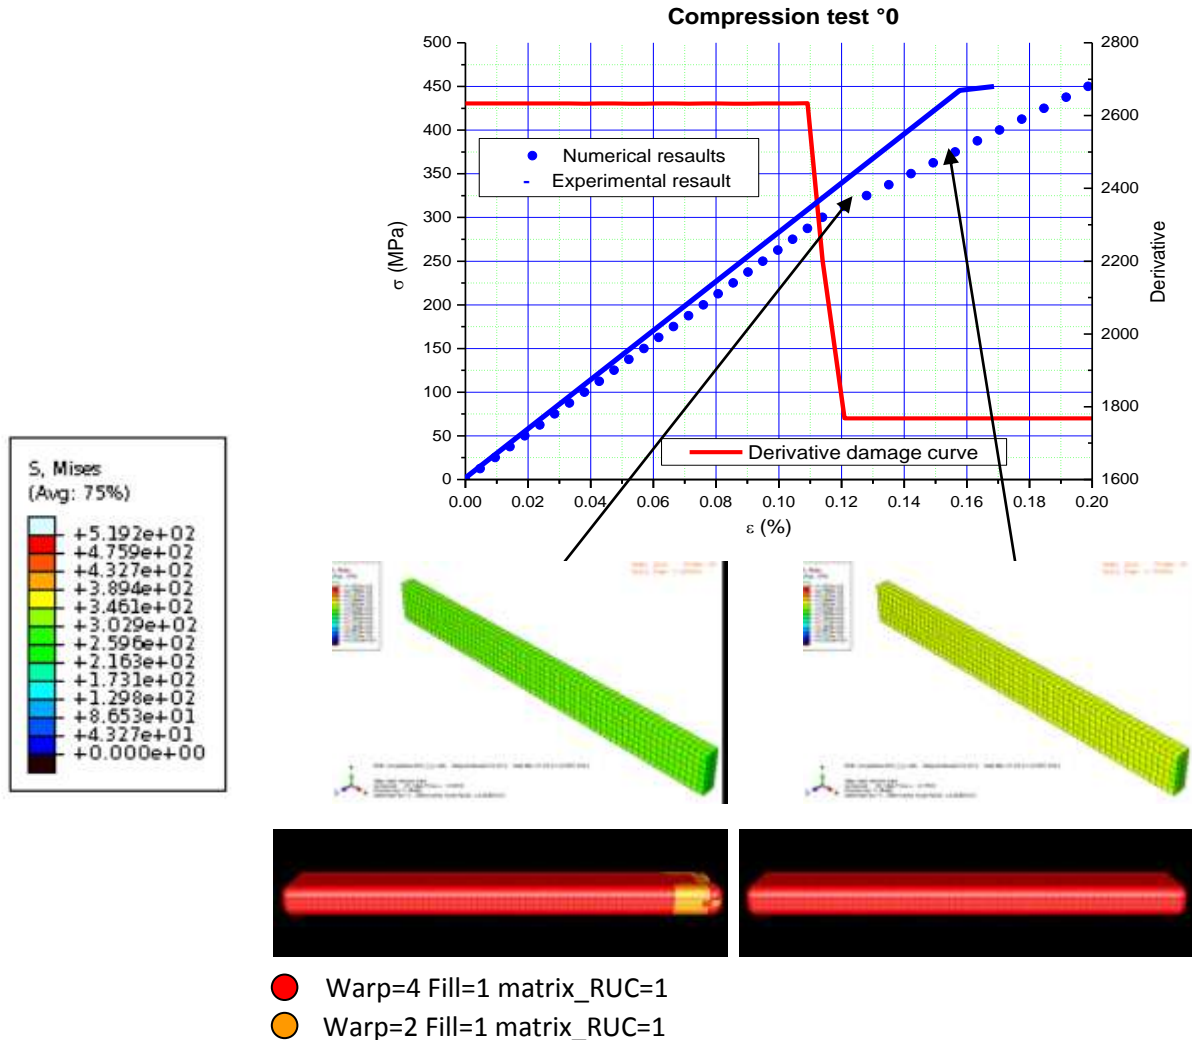 Compression test °0
500
450
400
350
300
250
200
150
100
50
0
σ (MPa)
2800
2600
2400
2200
2000
1800
1600
Derivative
Numerical resaults
Experimental resault
Derivative damage curve
0.00 0.02 0.04 0.06 0.08 0.10 0.12 0.14 0.16 0.18 0.20
ε (%)
S, Mises
(Avg: 75%)
+5.192e+02
+4.759e+02
+4.327e+02
+3.894e+02
+3.461e+02
+3.029e+02
+2.596e+02
+2.163e+02
+1.731e+02
+1.298e+02
+8.653e+01
+4.327e+01
+0.000e+00
Warp=4 Fill=1 matrix_RUC=1
Warp=2 Fill=1 matrix_RUC=1